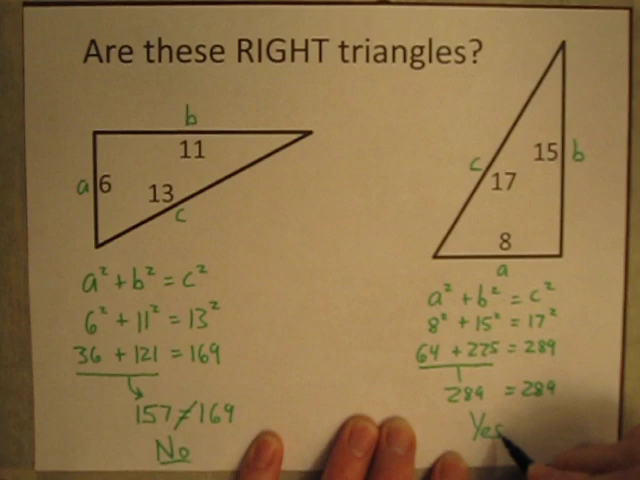 Are these RIGHT triangles?
b
11
a 6
13
c
a² + b² = c²
6² + 11² = 13²
36 + 121 = 169
157 ≠ 169
No
15 b
c
17
8
a
a² + b² = c²
8² + 15² = 17²
64 + 225 = 289
289 = 289
Yes